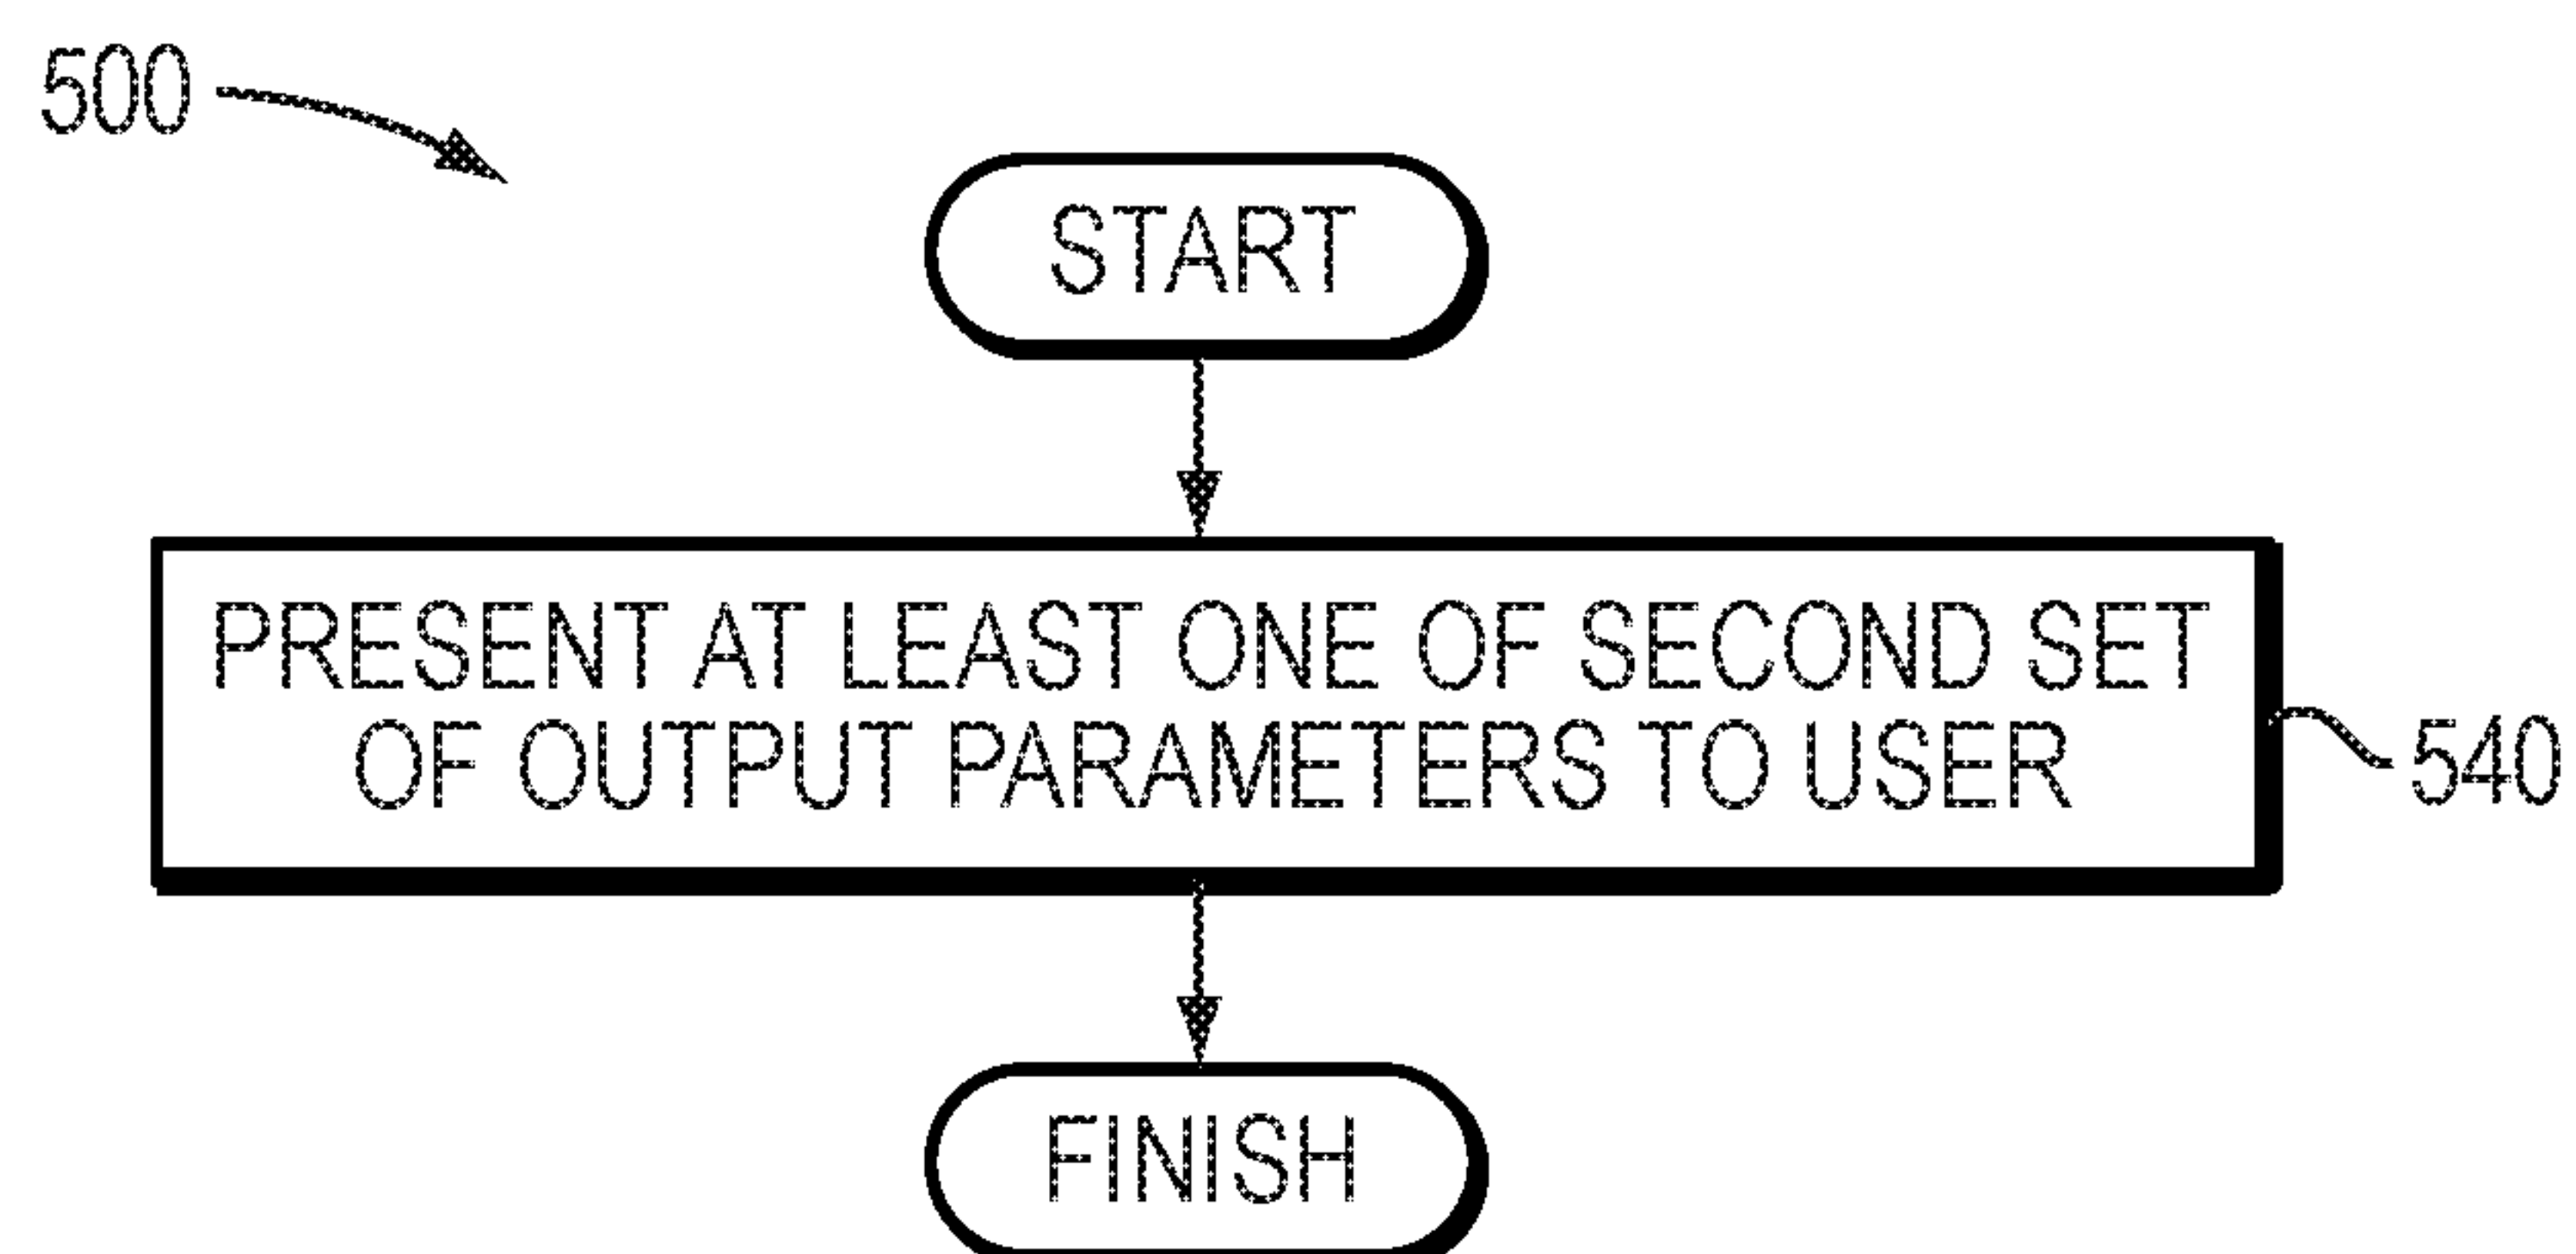 500
START
PRESENT AT LEAST ONE OF SECOND SET
OF OUTPUT PARAMETERS TO USER
540
FINISH